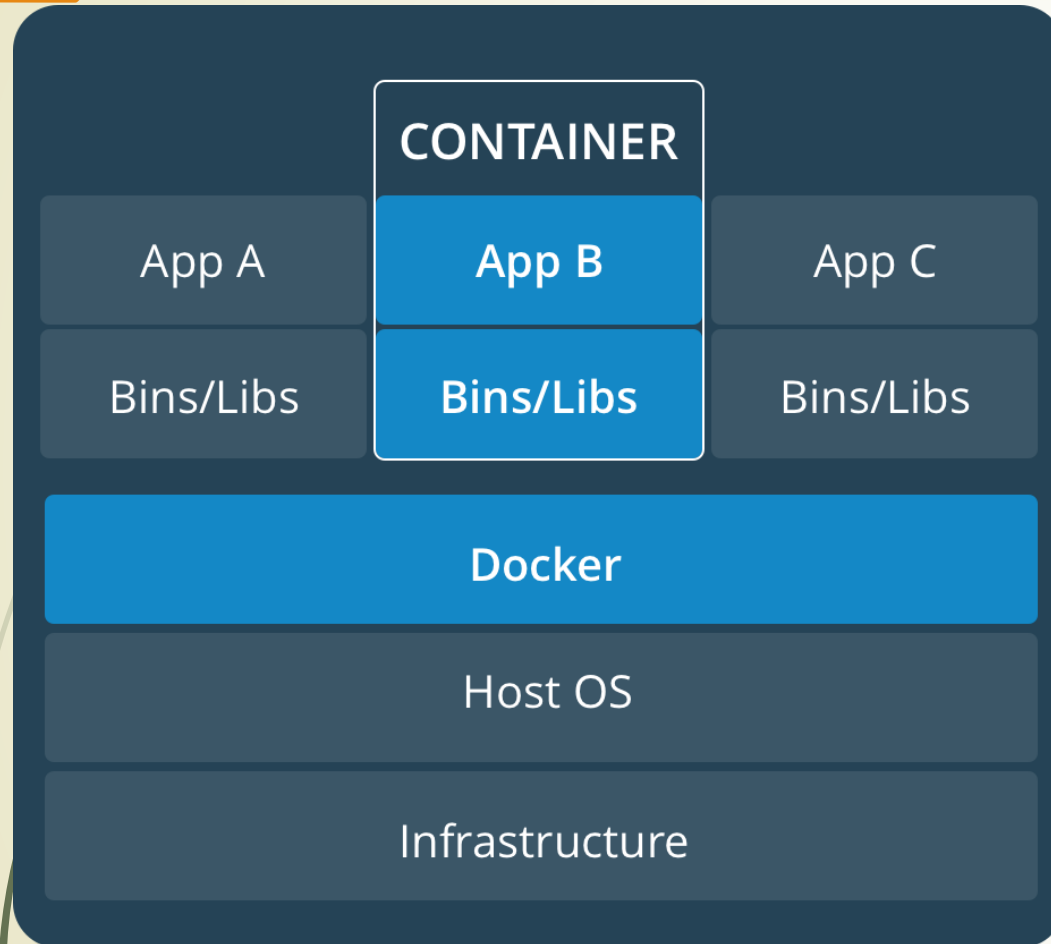 CONTAINER
App A
App B
App C
Bins/Libs
Bins/Libs
Bins/Libs
Docker
Host OS
Infrastructure